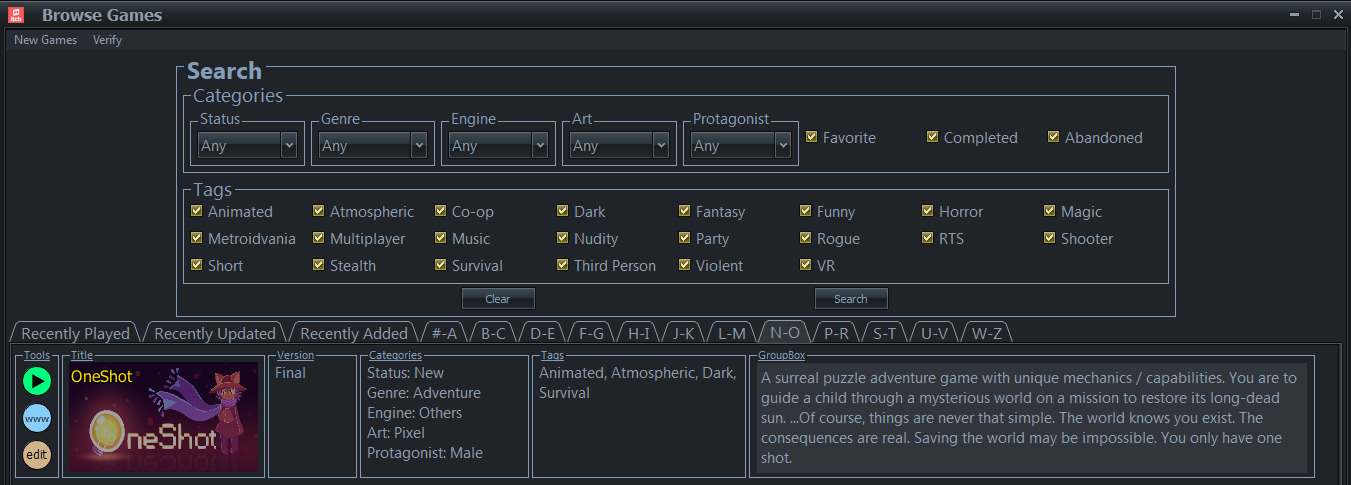 itch
Browse Games
New Games Verify
Search
Categories
Status Genre Engine Art Protagonist
Any Any Any Any Any Favorite Completed Abandoned
Tags
Animated Atmospheric Co-op Dark Fantasy Funny Horror Magic
Metroidvania Multiplayer Music Nudity Party Rogue RTS Shooter
Short Stealth Survival Third Person Violent VR
Clear Search
Recently Played Recently Updated Recently Added #-A B-C D-E F-G H-I J-K L-M N-O P-R S-T U-V W-Z
Tools Title Version Categories Tags GroupBox
OneShot
OneShot
www
edit
Final
Status: New
Genre: Adventure
Engine: Others
Art: Pixel
Protagonist: Male
Animated, Atmospheric, Dark,
Survival
A surreal puzzle adventure game with unique mechanics / capabilities. You are to
guide a child through a mysterious world on a mission to restore its long-dead
sun. ...Of course, things are never that simple. The world knows you exist. The
consequences are real. Saving the world may be impossible. You only have one
shot.